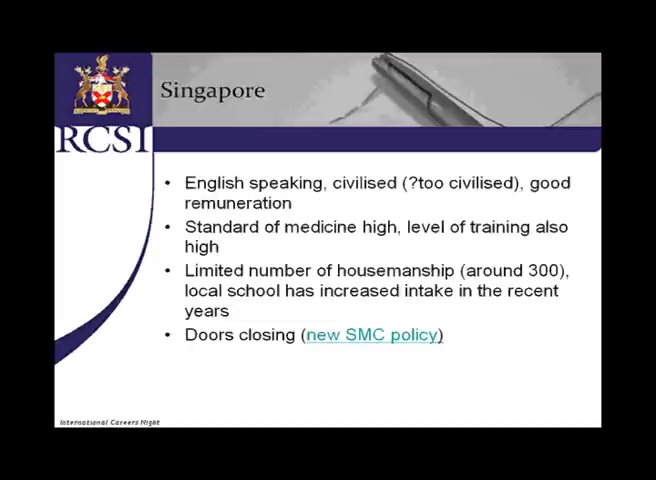 Singapore
RCSI
• English speaking, civilised (?too civilised), good
remuneration
• Standard of medicine high, level of training also
high
• Limited number of housemanship (around 300),
local school has increased intake in the recent
years
• Doors closing (new SMC policy)
International Careers Night